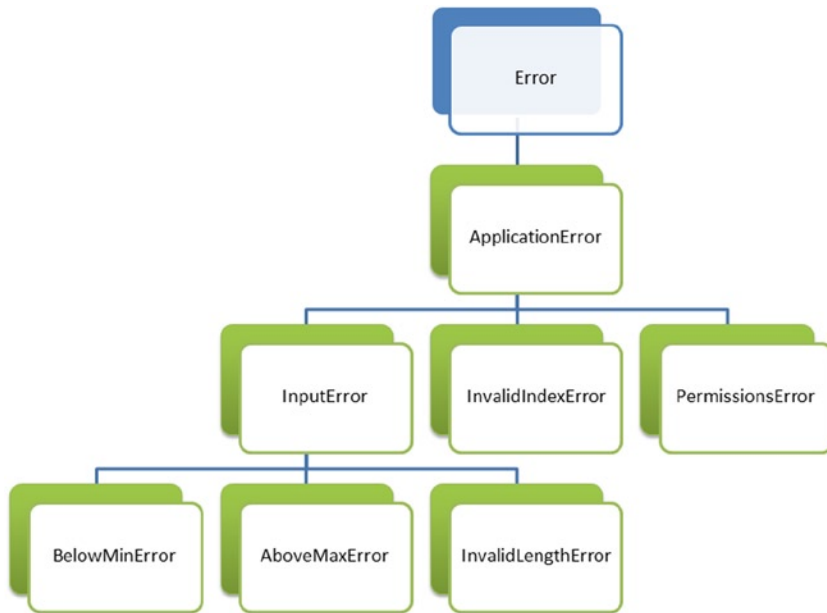 Error
ApplicationError
InputError
InvalidIndexError
PermissionsError
BelowMinError
AboveMaxError
InvalidLengthError